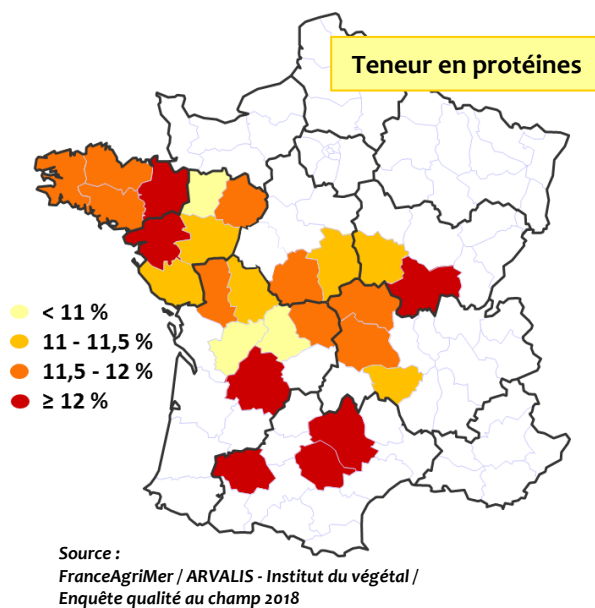 Teneur en protéines
< 11 %
11 - 11,5 %
11,5 - 12 %
≥ 12 %
Source :
FranceAgriMer / ARVALIS - Institut du végétal /
Enquête qualité au champ 2018